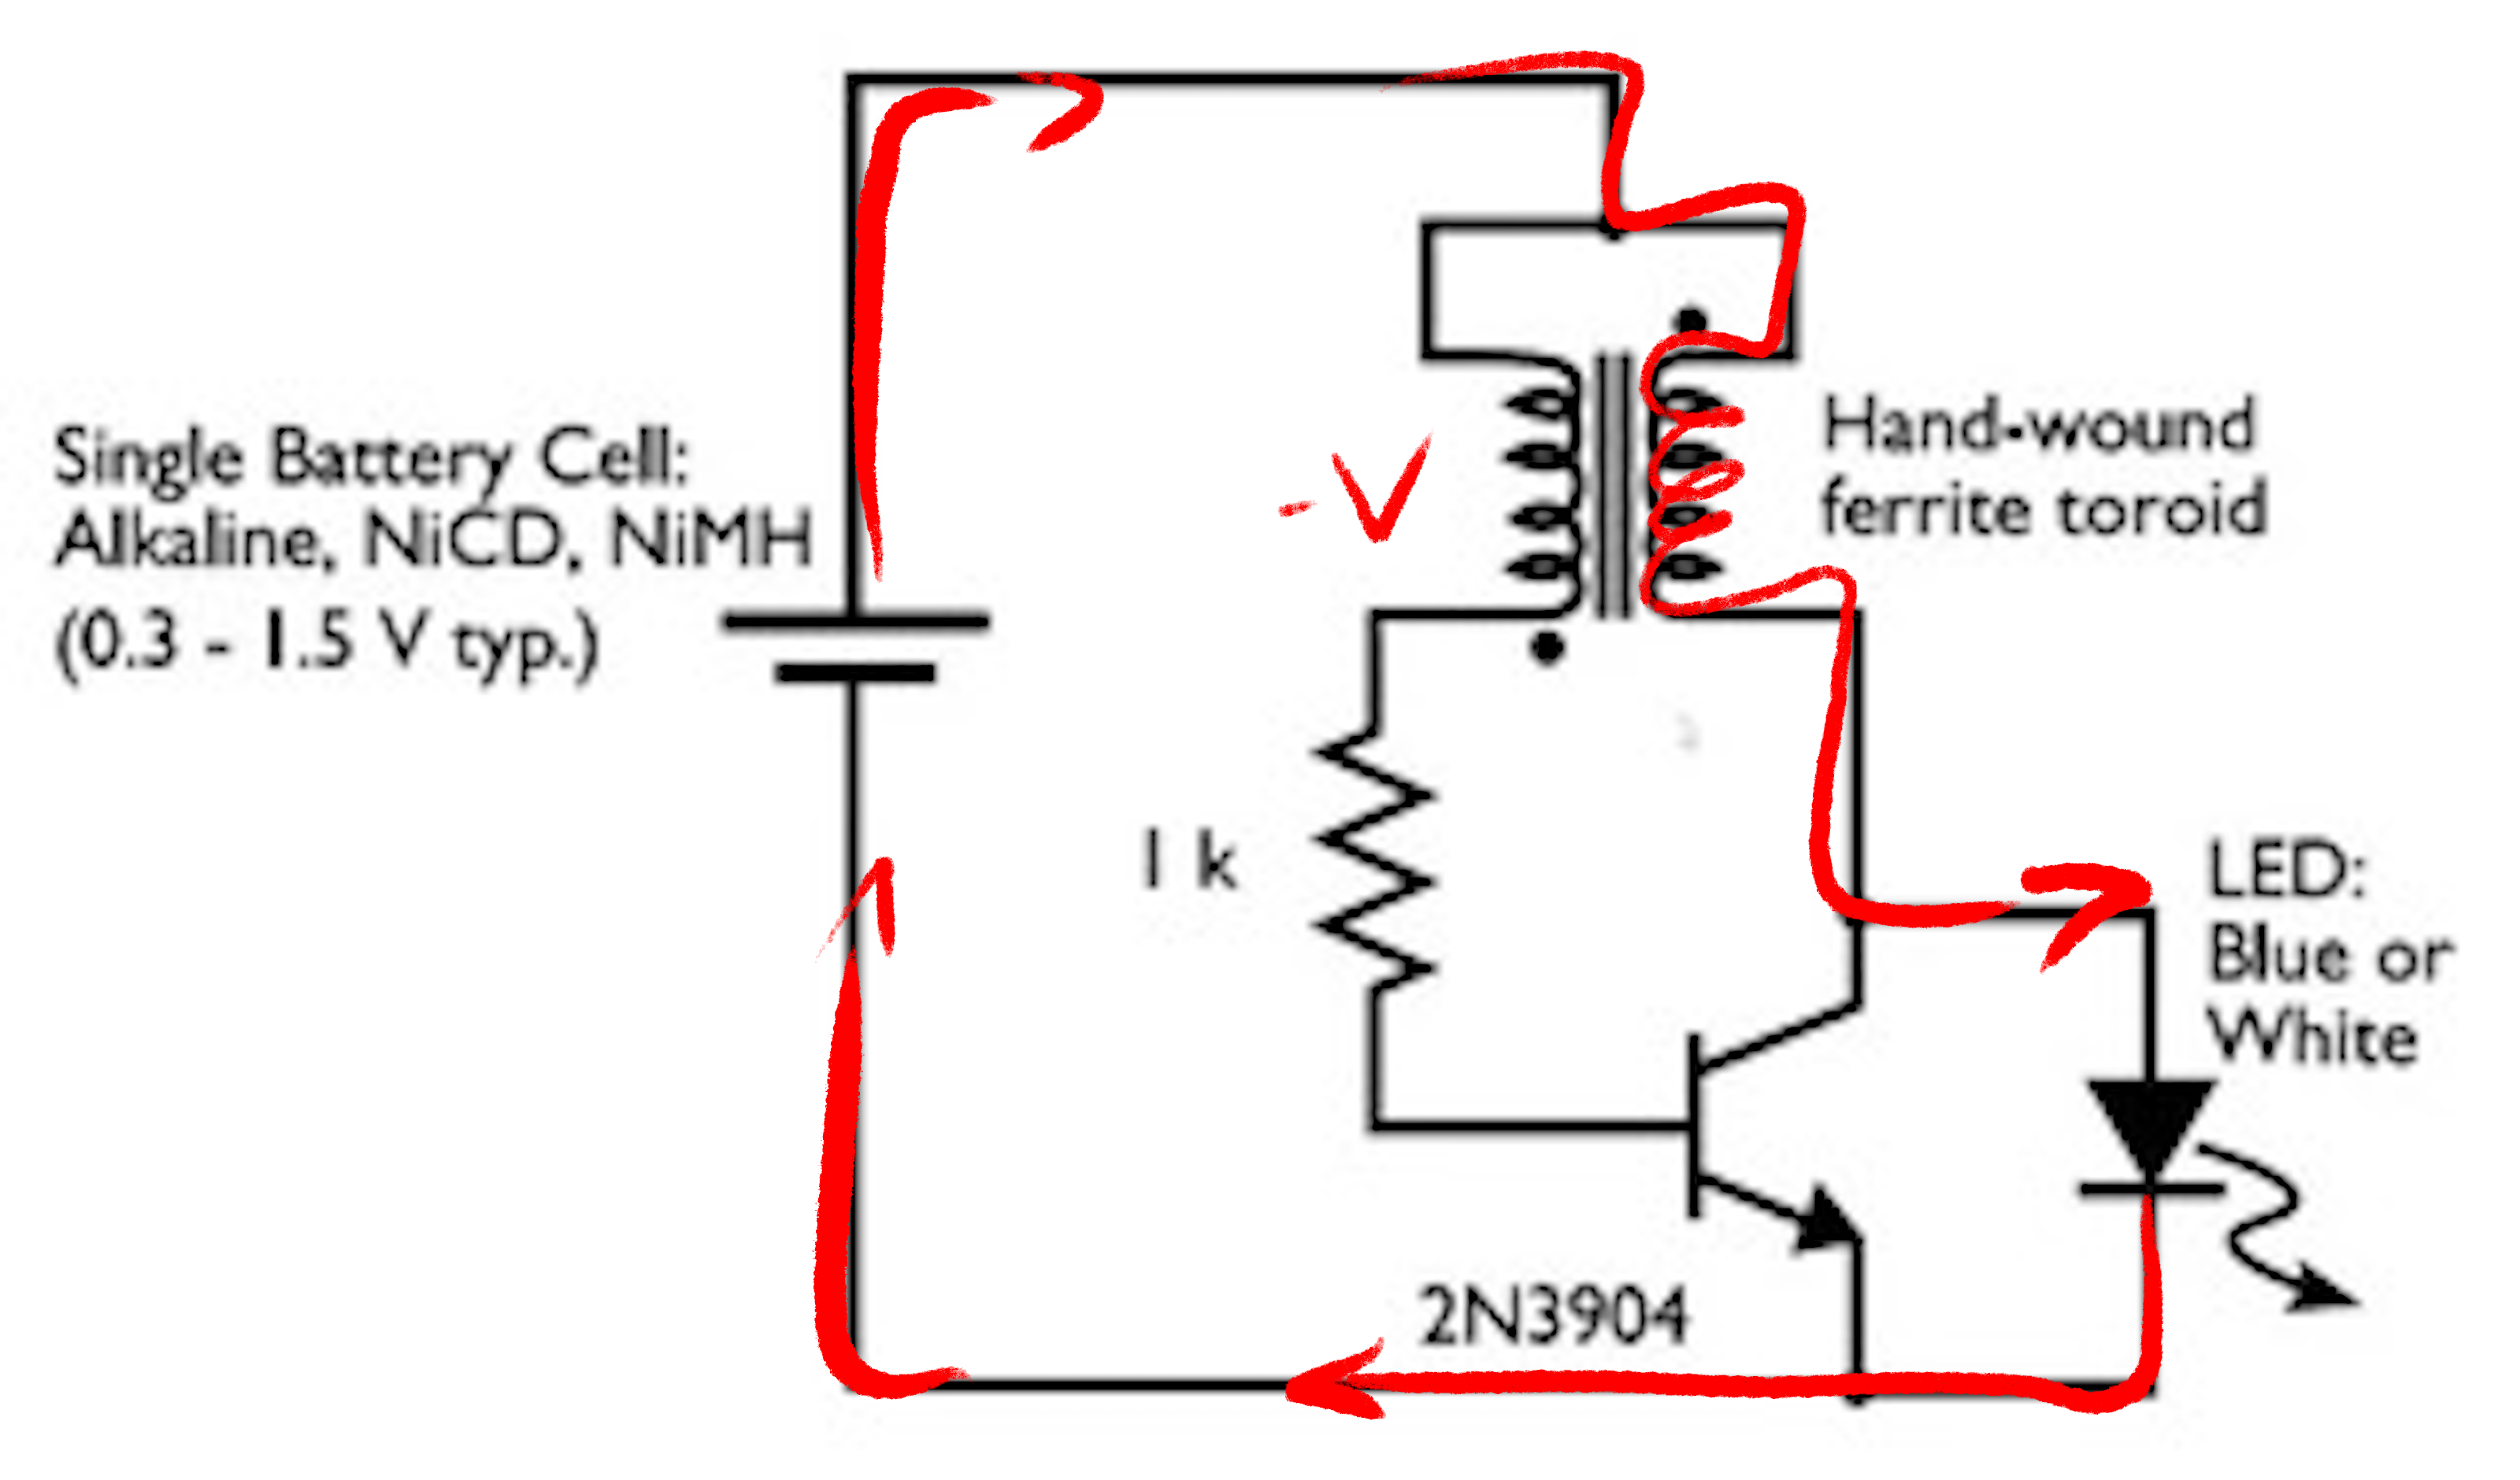 Single Battery Cell:
Alkaline, NiCD, NiMH
(0.3 - 1.5 V typ.)
- V
Hand-wound
ferrite toroid
1 k
LED:
Blue or
White
2N3904